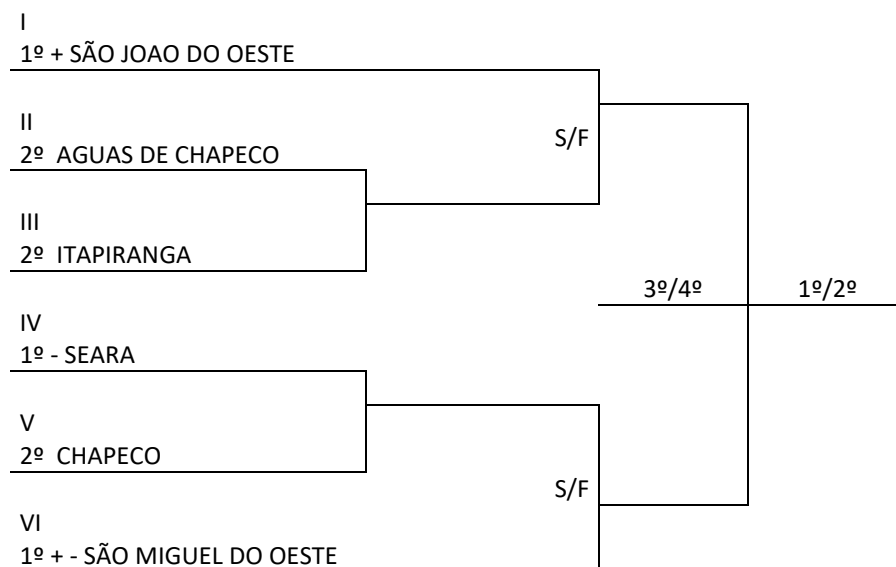 I
1º + SÃO JOAO DO OESTE
II
S/F
2º AGUAS DE CHAPECO
III
2º ITAPIRANGA
3º/4º 1º/2º
IV
1º - SEARA
V
2º CHAPECO
S/F
VI
1º + - SÃO MIGUEL DO OESTE